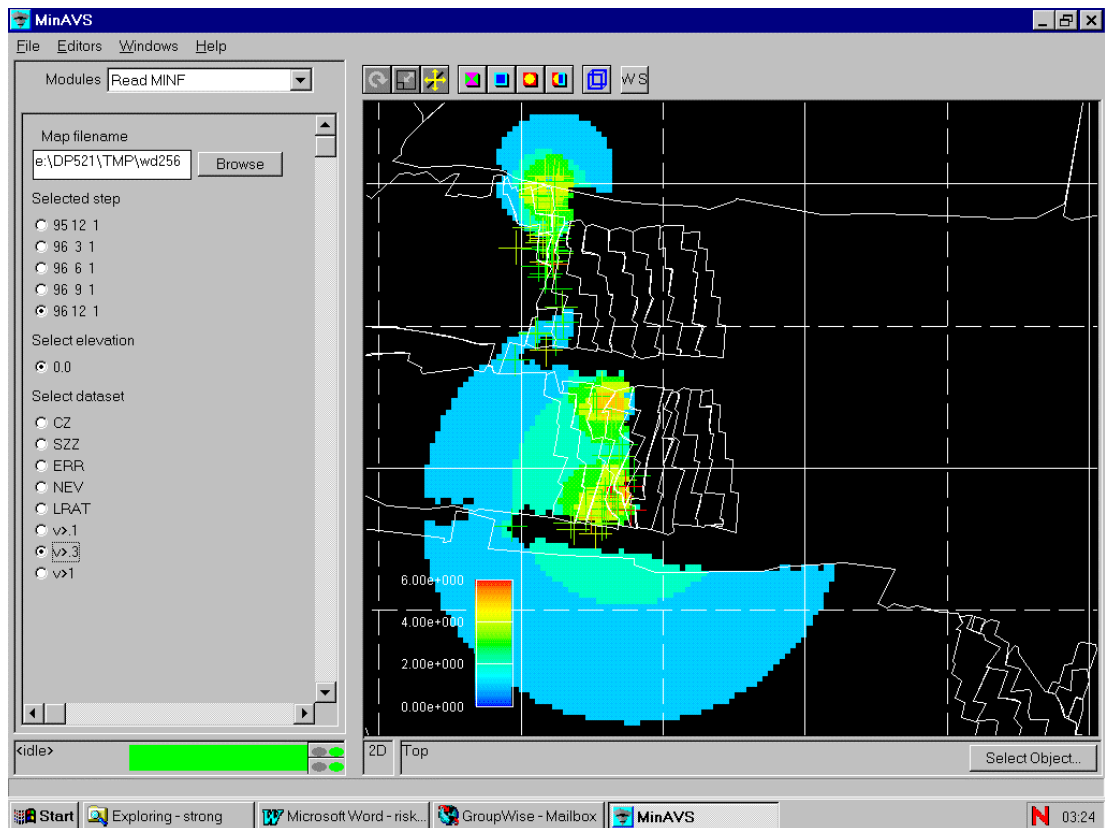 MinAVS
File Editors Windows Help
Modules Read MINF
WS
Map filename
e:\DP521\TMP\wd256 Browse
Selected step
95 12 1
96 3 1
96 6 1
96 9 1
96 12 1
Select elevation
0.0
Select dataset
CZ
SZZ
ERR
NEV
LRAT
v>.1
v>.3
v>1
6.00e+000
4.00e+000
2.00e+000
0.00e+000
<idle> 2D Top Select Object...
Start Exploring - strong Microsoft Word - risk... GroupWise - Mailbox MinAVS N 03:24